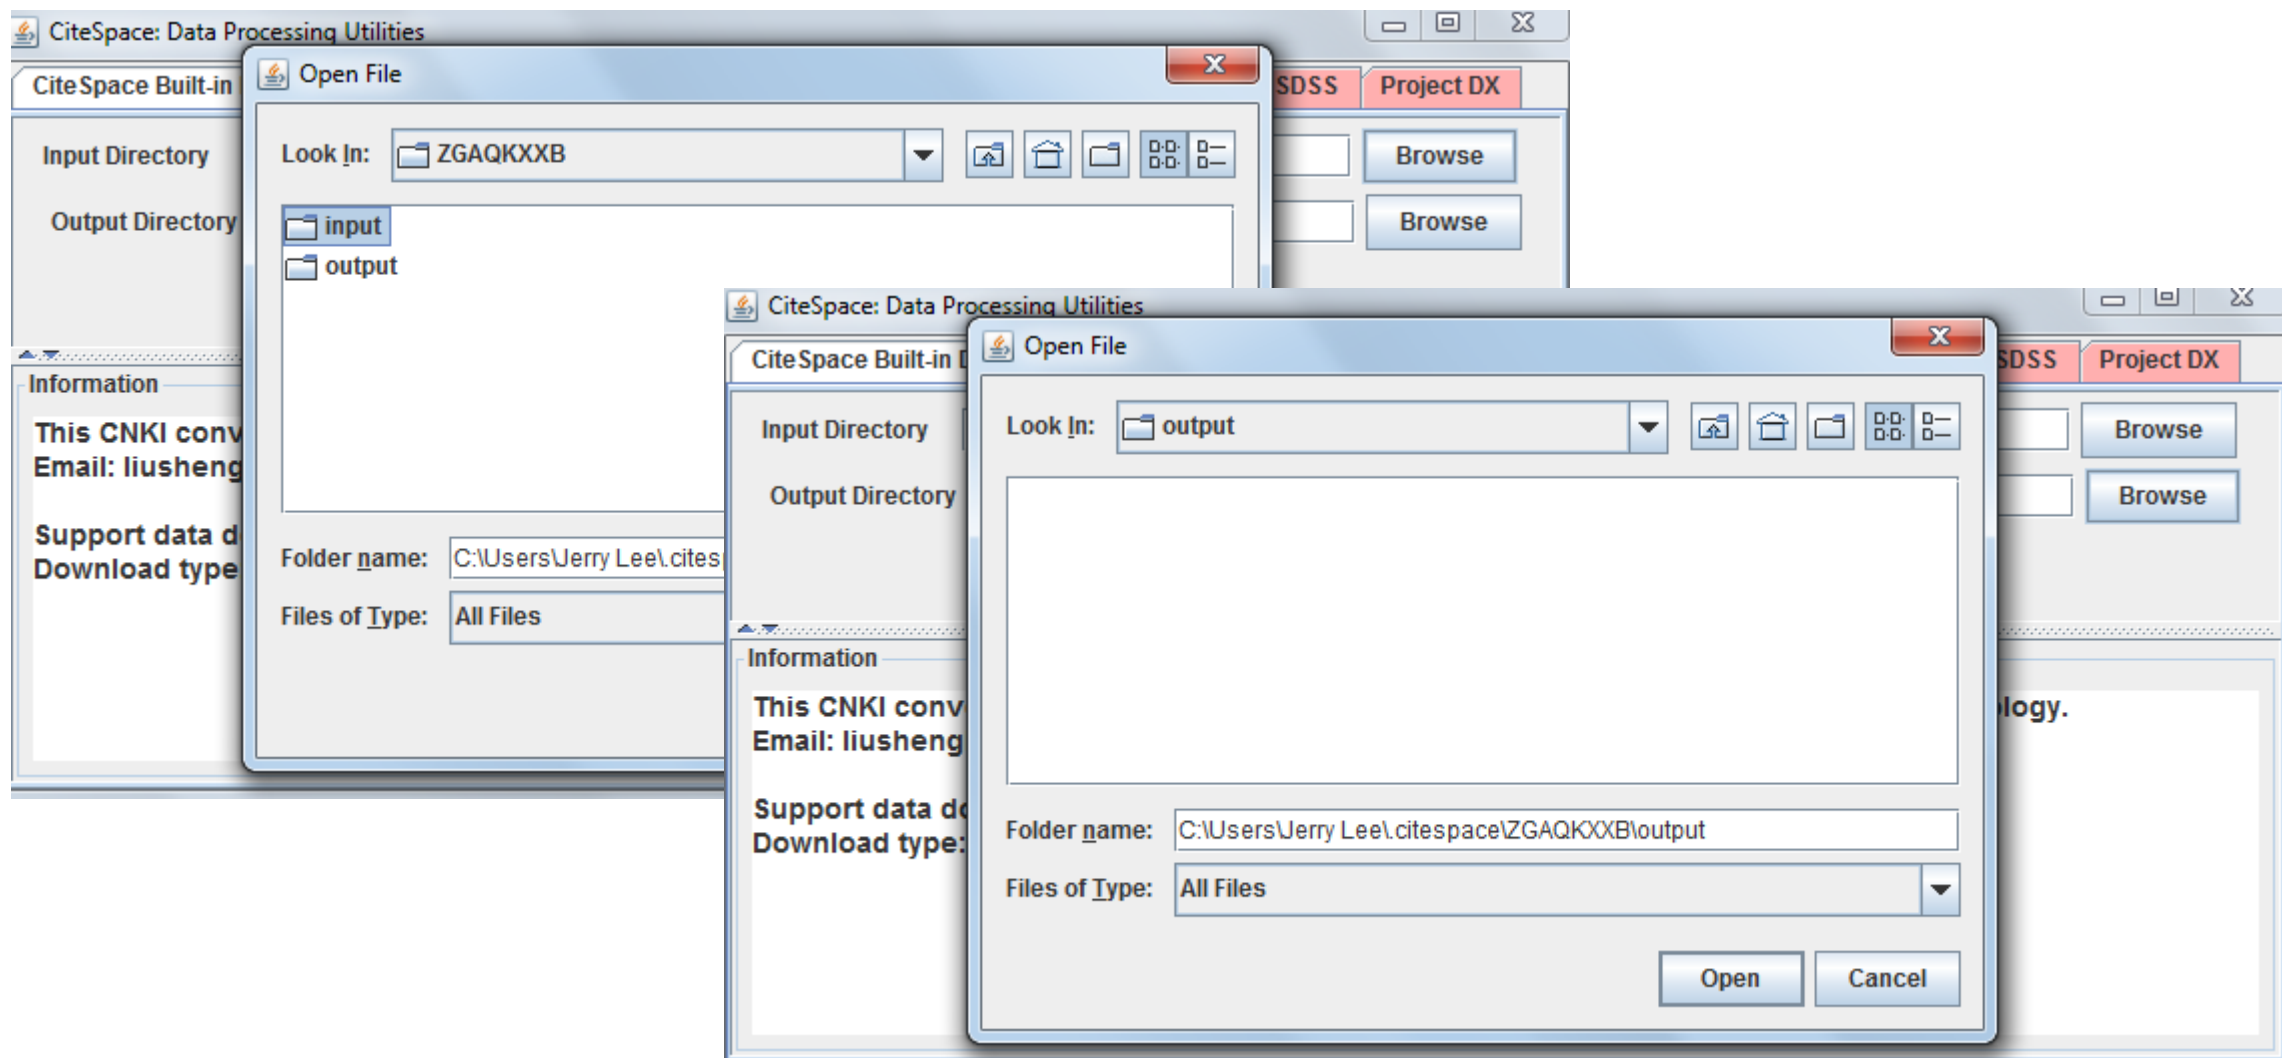 CiteSpace: Data Processing Utilities
Open File
CiteSpace Built-in
SDSS
Project DX
Look In:
ZGAQKXXB
Input Directory
Browse
Output Directory
Browse
input
output
Information
This CNKI conv
Email: liusheng
Support data d
Download type
Folder name:
C:\Users\Jerry Lee\.cites
Files of Type:
All Files
CiteSpace: Data Processing Utilities
Open File
CiteSpace Built-in D
SDSS
Project DX
Look In:
output
Input Directory
Browse
Output Directory
Browse
Information
This CNKI conv
logy.
Email: liusheng
Support data do
Download type:
Folder name:
C:\Users\Jerry Lee\.citespace\ZGAQKXXB\output
Files of Type:
All Files
Open
Cancel